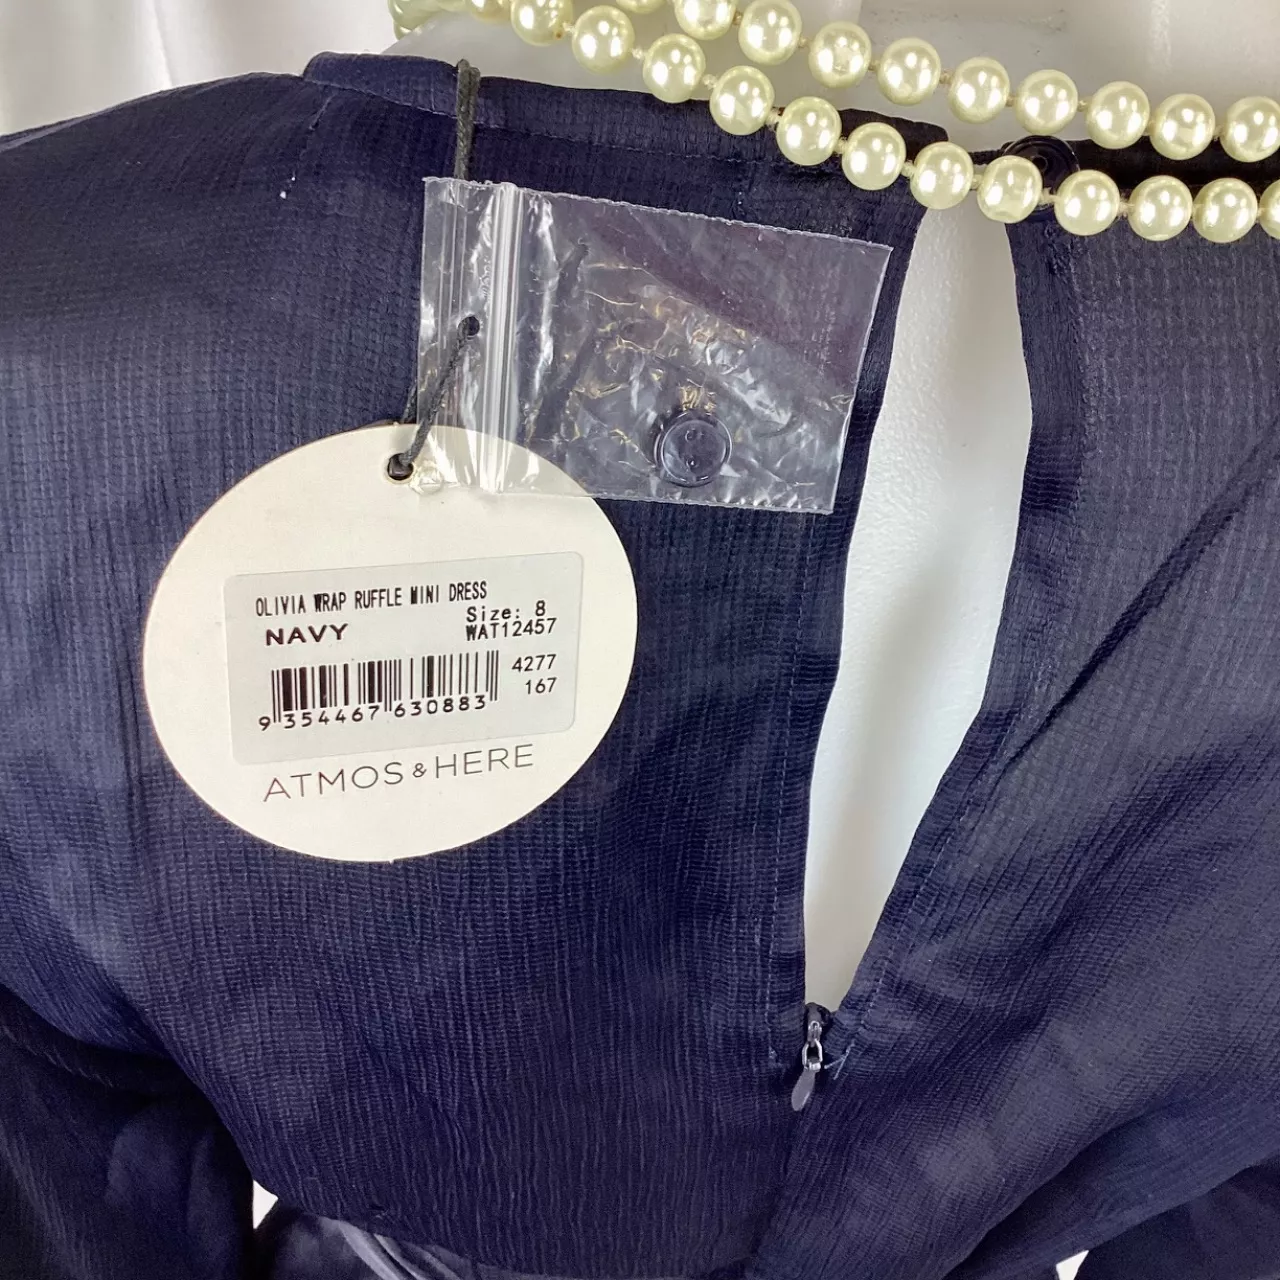 OLIVIA WRAP RUFFLE MINI DRESS
Size: 8
NAVY
WAT12457
4277
167
9 354467 630883
ATMOS & HERE